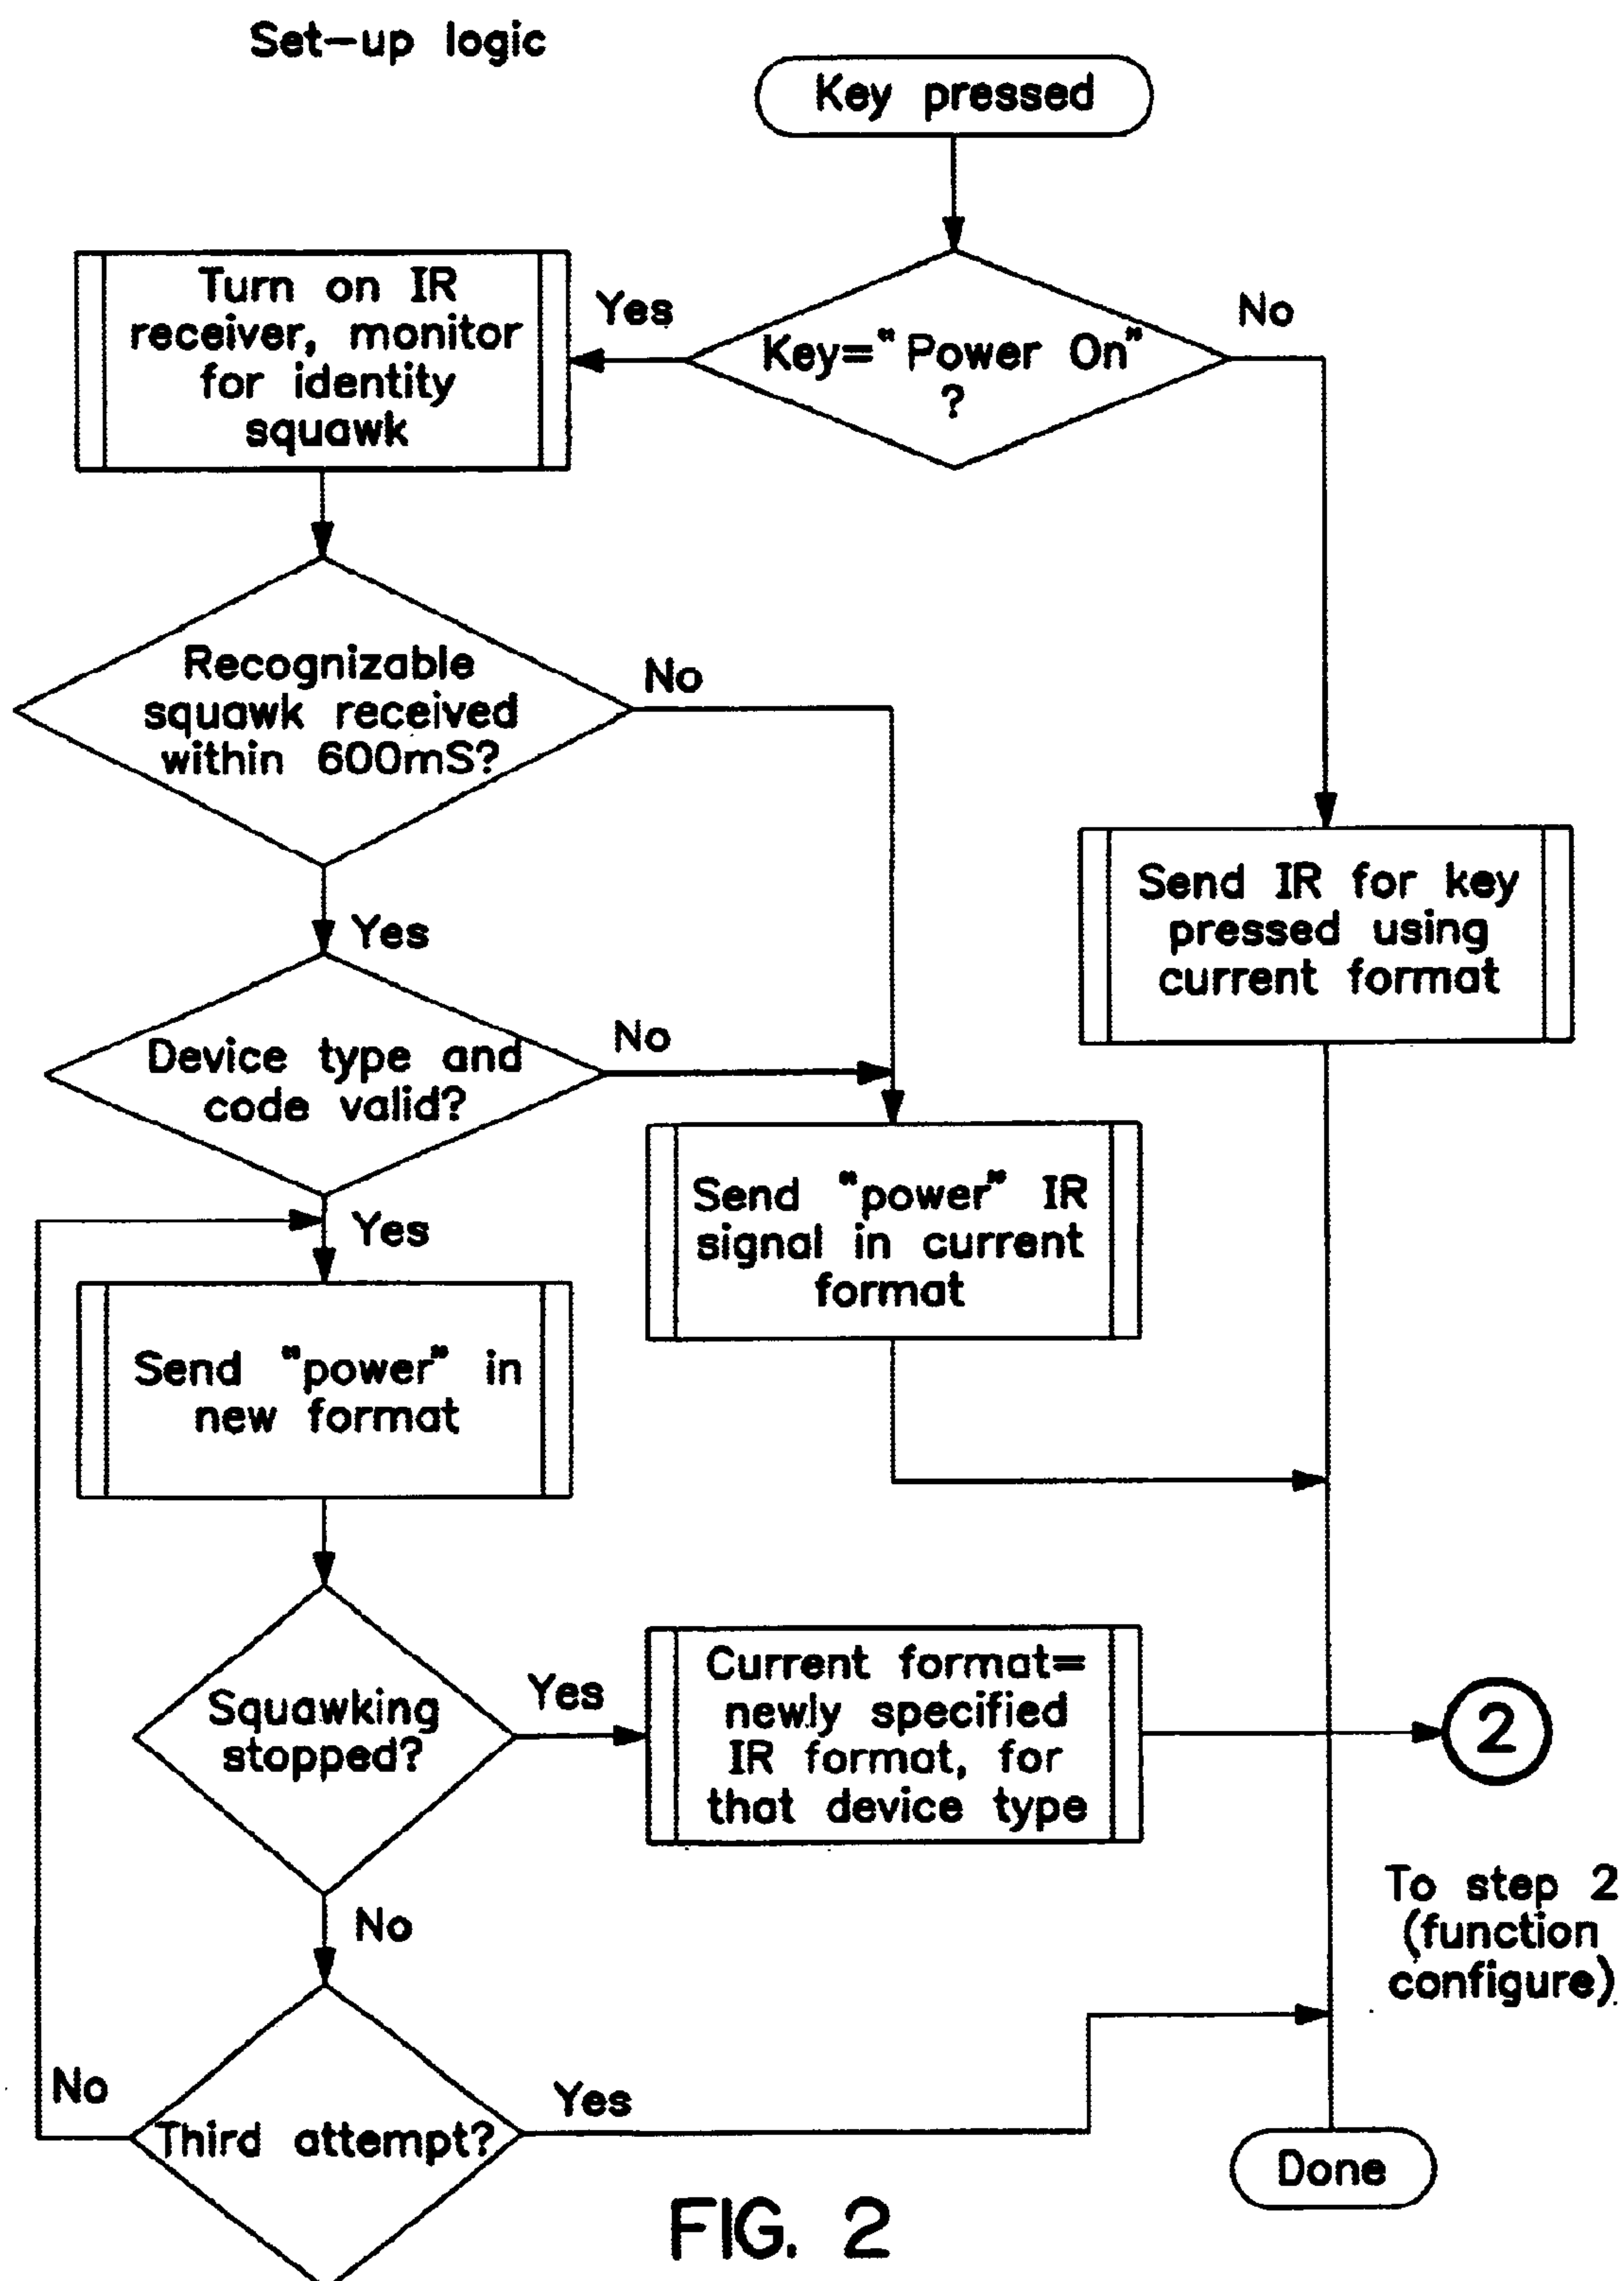 Set-up logic
Key pressed
Key="Power On"
?
Yes
No
Turn on IR
receiver, monitor
for identity
squawk
Recognizable
squawk received
within 600mS?
No
Yes
Send IR for key
pressed using
current format
Device type and
code valid?
No
Yes
Send "power" IR
signal in current
format
Send "power" in
new format
Squawking
stopped?
Yes
No
Current format=
newly specified
IR format, for
that device type
2
To step 2
(function
configure)
Third attempt?
No
Yes
Done
FIG. 2